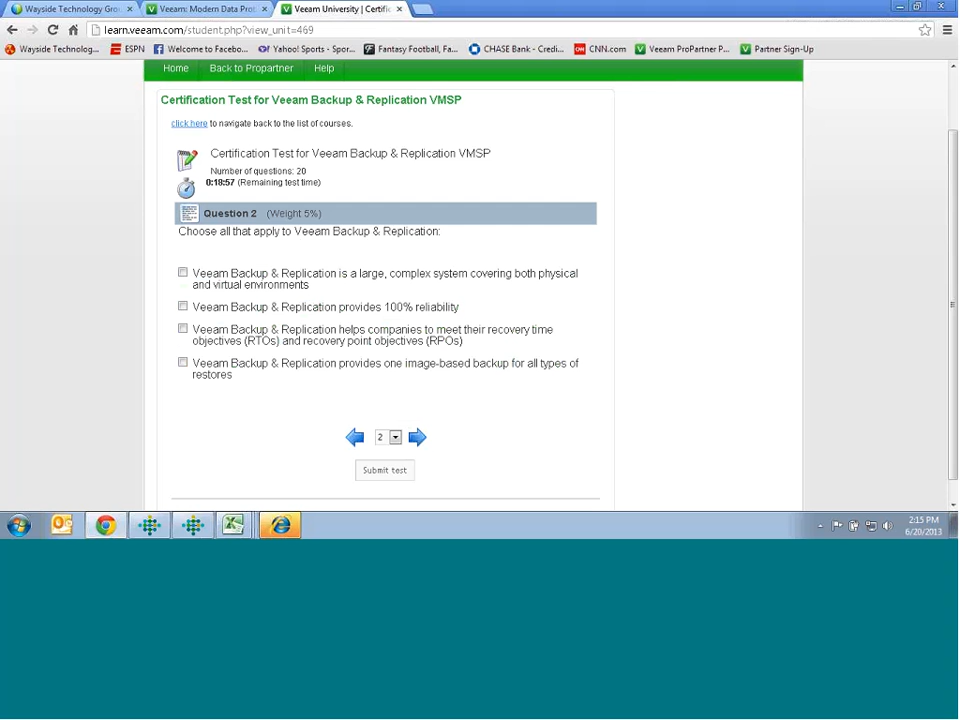 Wayside Technology Grou
Veeam: Modern Data Prot
Veeam University | Certific
learn.veeam.com/student.php?view_unit=469
Wayside Technolog...
ESPN
Welcome to Facebo...
Yahoo! Sports - Spor...
Fantasy Football, Fa...
CHASE Bank - Credi...
CNN.com
Veeam ProPartner P...
Partner Sign-Up
Home
Back to Propartner
Help
Certification Test for Veeam Backup & Replication VMSP
click here to navigate back to the list of courses.
Certification Test for Veeam Backup & Replication VMSP
Number of questions: 20
0:18:57 (Remaining test time)
Question 2 (Weight 5%)
Choose all that apply to Veeam Backup & Replication:
Veeam Backup & Replication is a large, complex system covering both physical
and virtual environments
Veeam Backup & Replication provides 100% reliability
Veeam Backup & Replication helps companies to meet their recovery time
objectives (RTOs) and recovery point objectives (RPOs)
Veeam Backup & Replication provides one image-based backup for all types of
restores
2
Submit test
2:15 PM
6/20/2013